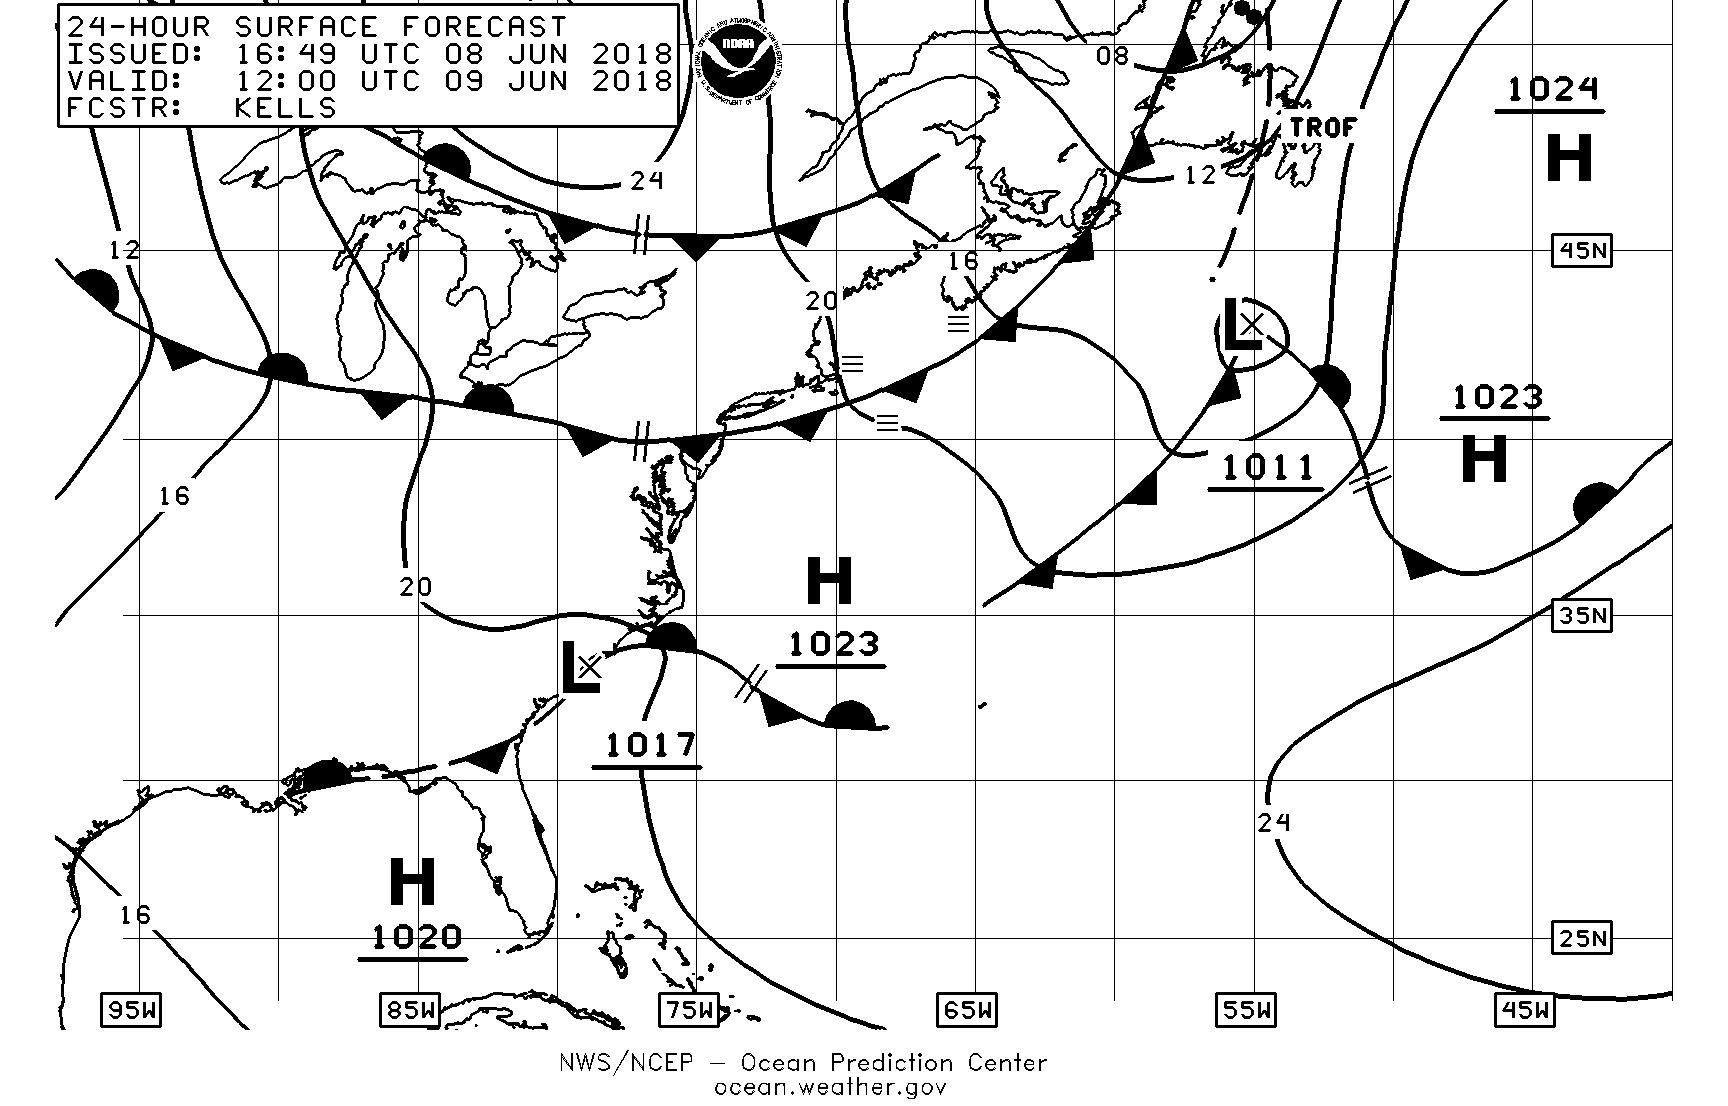 24-HOUR SURFACE FORECAST
ISSUED: 16:49 UTC 08 JUN 2018
VALID: 12:00 UTC 09 JUN 2018
FCSTR: KELLS
NOAA
08
1024
H
TROF
24
12
12
45N
16
20
L
1023
H
16
1011
20
H
1023
35N
L
1017
24
H
16
1020
25N
95W
85W
75W
65W
55W
45W
NWS/NCEP – Ocean Prediction Center
ocean.weather.gov